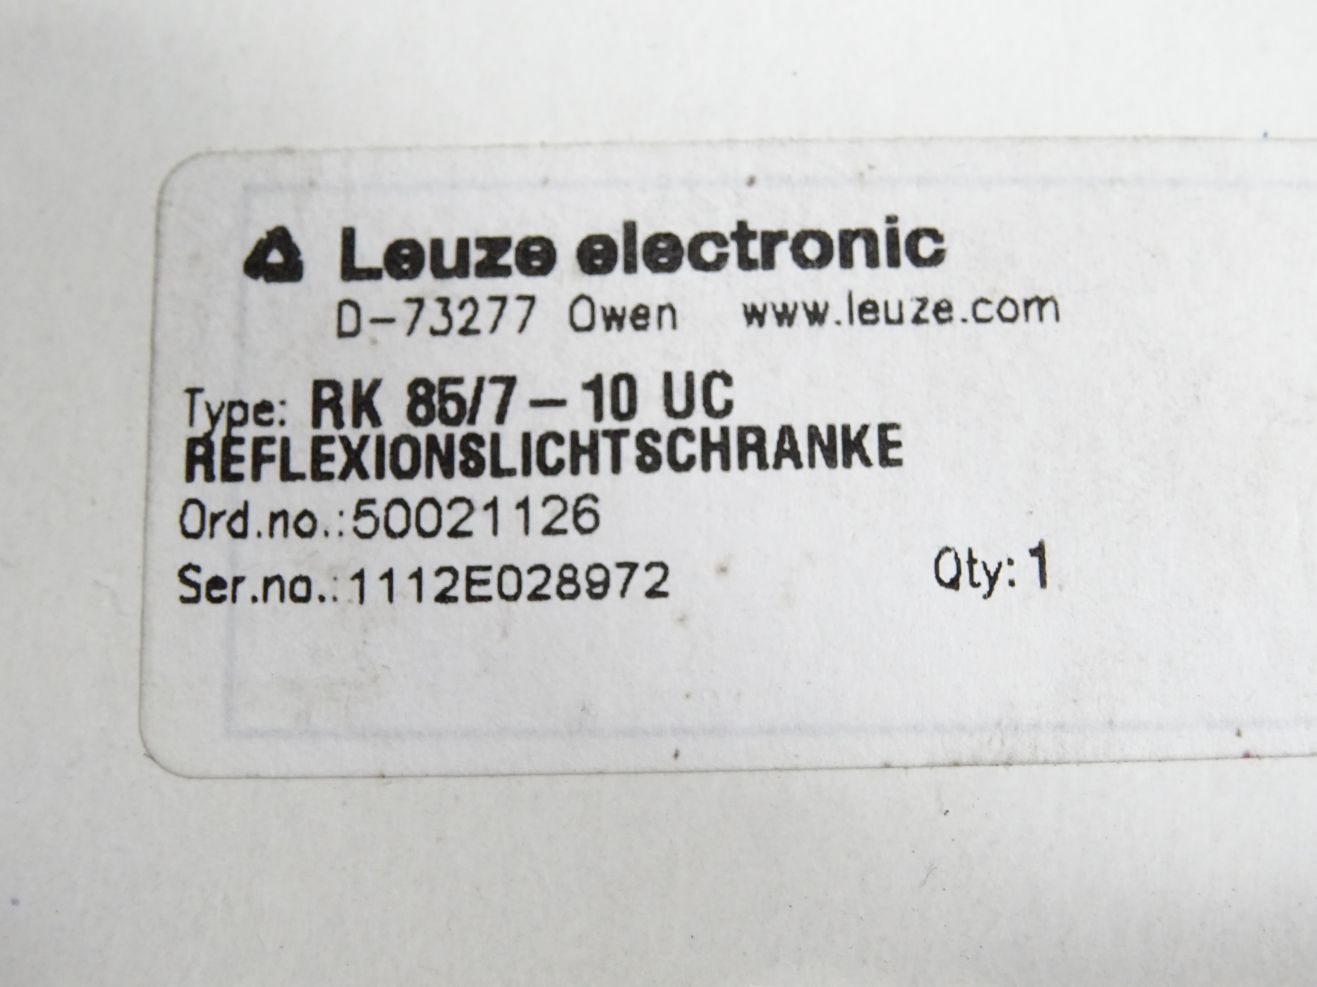 Leuze electronic
D-73277 Owen www.leuze.com
Type: RK 85/7-10 UC
REFLEXIONSLICHTSCHRANKE
Ord.no.:50021126
Ser.no.:1112E028972 Qty:1